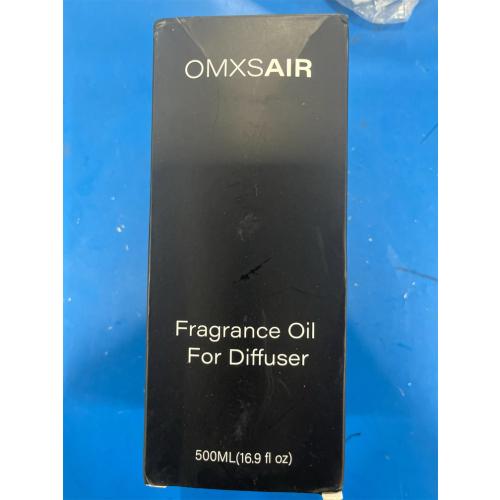 OMXSAIR
Fragrance Oil
For Diffuser
500ML(16.9 fl oz)